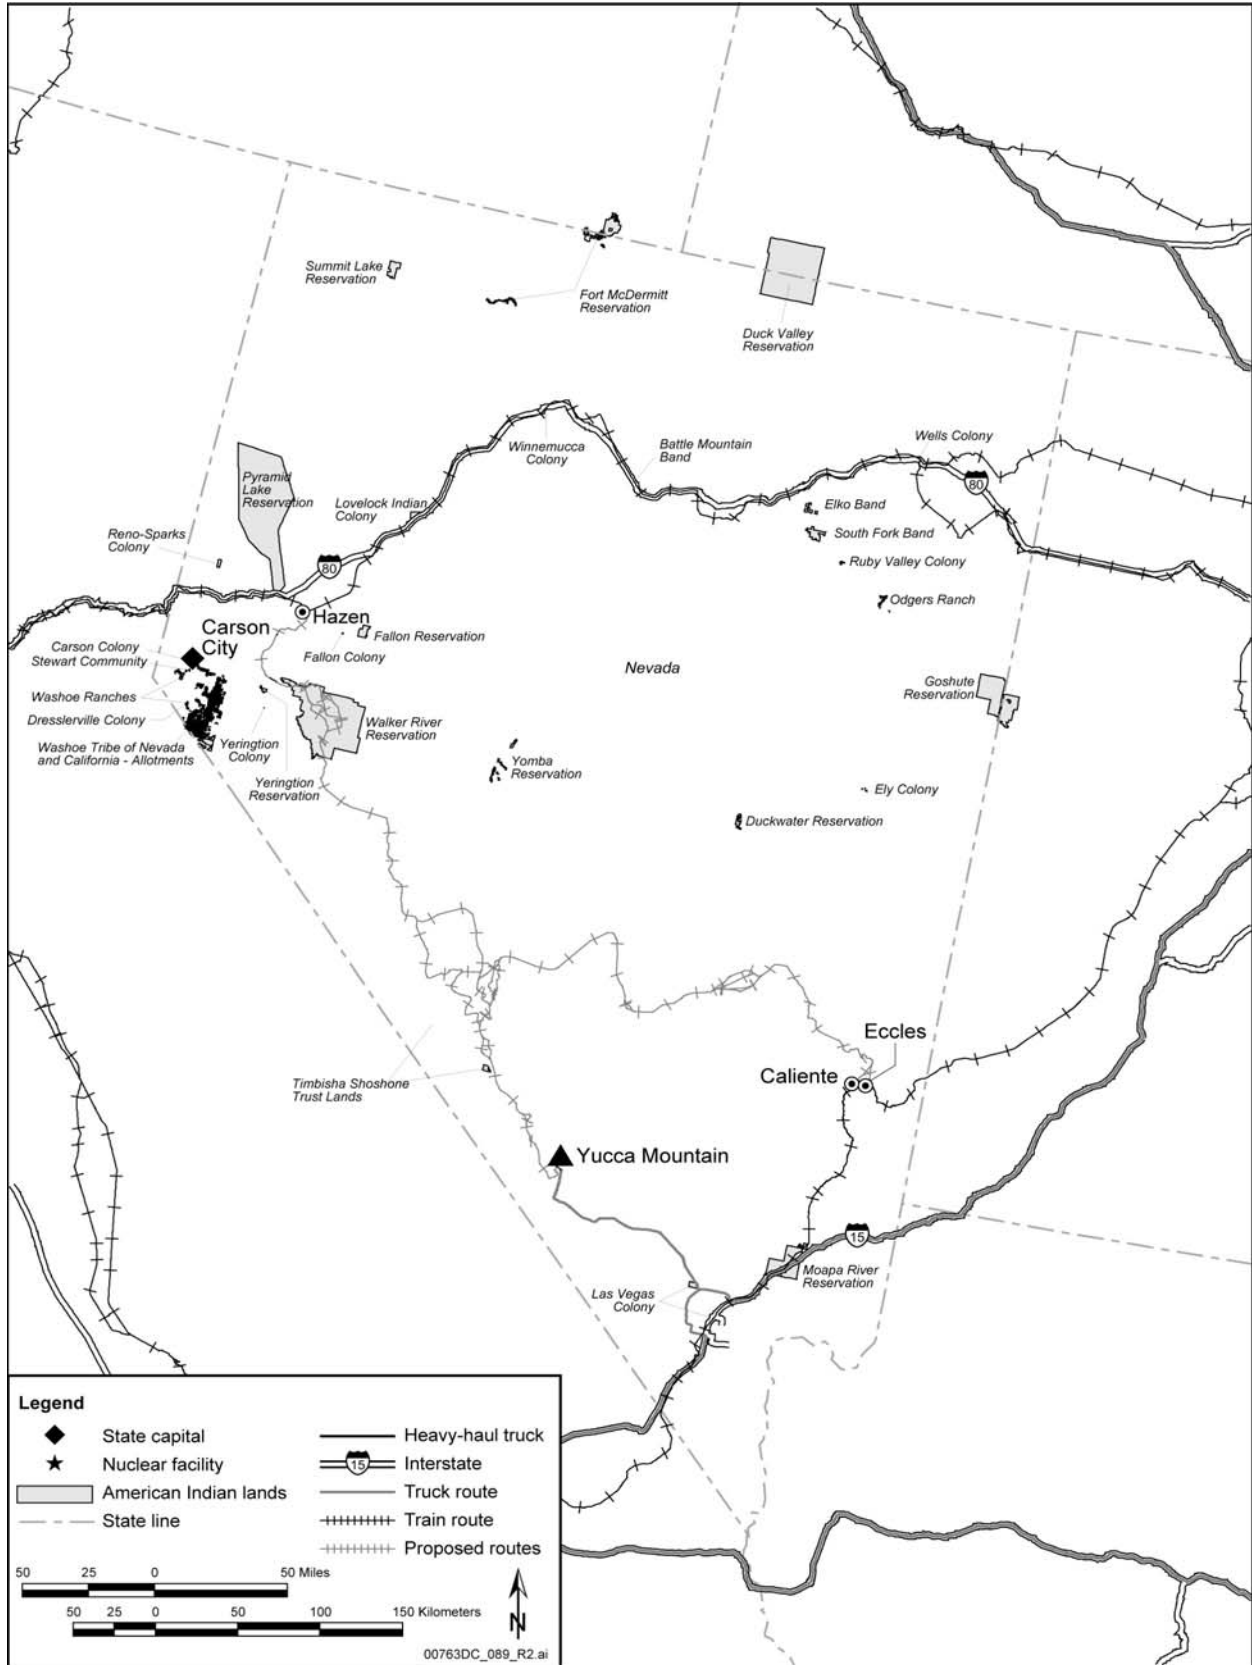 Summit Lake
Reservation
Fort McDermitt
Reservation
Duck Valley
Reservation
Winnemucca
Colony
Battle Mountain
Band
Wells Colony
80
Pyramid
Lake
Reservation
Lovelock Indian
Colony
Elko Band
South Fork Band
Reno-Sparks
Colony
80
Ruby Valley Colony
Odgers Ranch
Hazen
Carson
City
Fallon Reservation
Fallon Colony
Carson Colony
Stewart Community
Nevada
Goshute
Reservation
Washoe Ranches
Dresslerville Colony
Walker River
Reservation
Washoe Tribe of Nevada
and California - Allotments
Yerington
Colony
Yerington
Reservation
Yomba
Reservation
Ely Colony
Duckwater Reservation
Eccles
Caliente
Timbisha Shoshone
Trust Lands
Yucca Mountain
15
Moapa River
Reservation
Las Vegas
Colony
Legend
State capital
Nuclear facility
American Indian lands
State line
Heavy-haul truck
15 Interstate
Truck route
Train route
Proposed routes
50 25 0 50 Miles
50 25 0 50 100 150 Kilometers
N
00763DC_089_R2.ai